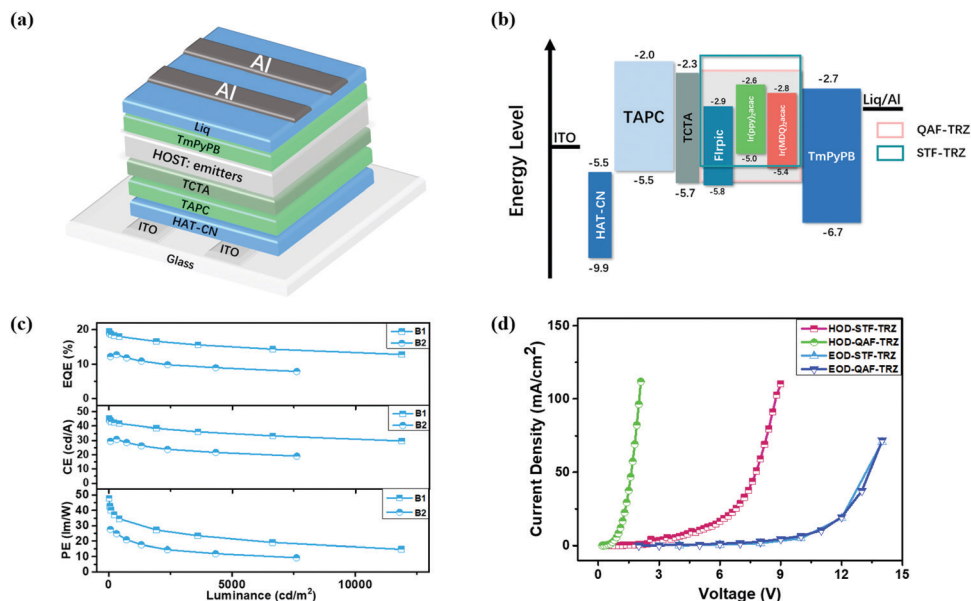 (a)
Al
Al
Liq
TmPyPB
HOST: emitters
TCTA
TAPC
HAT-CN
ITO
ITO
Glass
(b)
Energy Level
ITO
-5.5
HAT-CN
-9.9
-2.0
TAPC
-5.5
-2.3
TCTA
-5.7
-2.9
FIrpic
-5.8
-2.6
Ir(ppy)₂acac
-5.0
-2.8
Ir(MDQ)₂acac
-5.4
-2.7
TmPyPB
-6.7
Liq/Al
QAF-TRZ
STF-TRZ
(c)
EQE (%)
20
10
0
B1
B2
CE (cd/A)
50
40
30
20
10
0
B1
B2
PE (lm/W)
50
40
30
20
10
0
B1
B2
0 5000 10000
Luminance (cd/m²)
(d)
Current Density (mA/cm²)
150
100
50
0
HOD-STF-TRZ
HOD-QAF-TRZ
EOD-STF-TRZ
EOD-QAF-TRZ
0 3 6 9 12 15
Voltage (V)